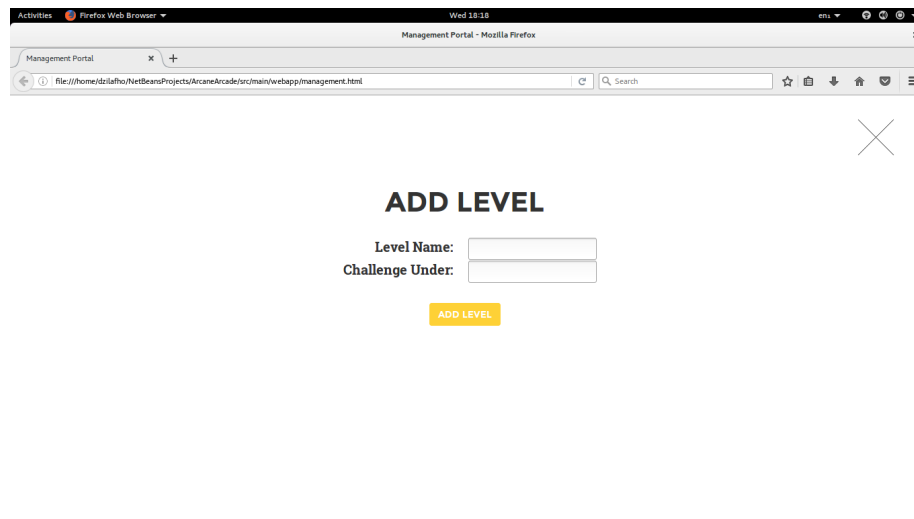 Activities Firefox Web Browser Wed 18:18 en1
Management Portal - Mozilla Firefox
Management Portal
file:///home/dzilafho/NetBeansProjects/ArcaneArcade/src/main/webapp/management.html Search
ADD LEVEL
Level Name:
Challenge Under:
ADD LEVEL